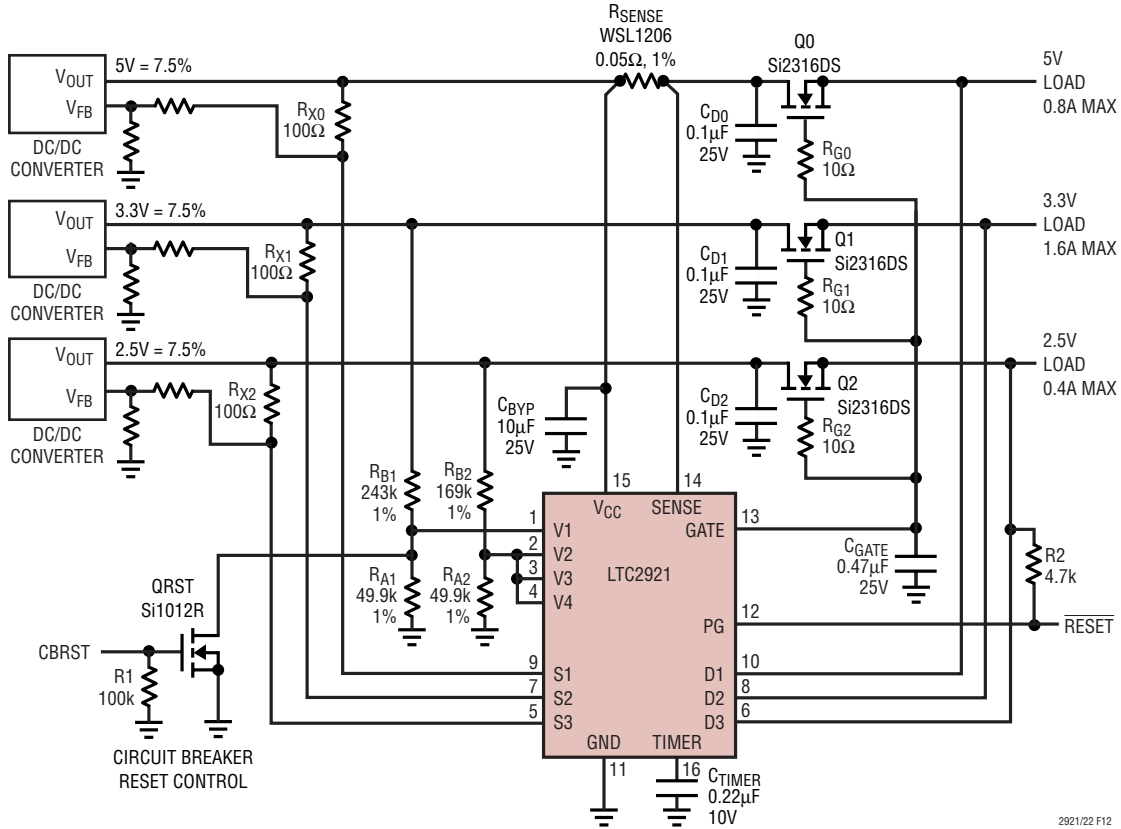 RSENSE
WSL1206
0.05Ω, 1%
Q0
Si2316DS
5V
LOAD
0.8A MAX
VOUT
5V = 7.5%
VFB
DC/DC
CONVERTER
RX0
100Ω
CD0
0.1µF
25V
RG0
10Ω
VOUT
3.3V = 7.5%
VFB
DC/DC
CONVERTER
RX1
100Ω
CD1
0.1µF
25V
Q1
Si2316DS
RG1
10Ω
3.3V
LOAD
1.6A MAX
VOUT
2.5V = 7.5%
VFB
DC/DC
CONVERTER
RX2
100Ω
CBYP
10µF
25V
CD2
0.1µF
25V
Q2
Si2316DS
RG2
10Ω
2.5V
LOAD
0.4A MAX
RB1
243k
1%
RB2
169k
1%
RA1
49.9k
1%
RA2
49.9k
1%
15
14
VCC
SENSE
1
V1
2
V2
3
V3
4
V4
LTC2921
GATE
13
CGATE
0.47µF
25V
R2
4.7k
PG
12
RESET
QRST
Si1012R
CBRST
R1
100k
CIRCUIT BREAKER
RESET CONTROL
9
S1
7
S2
5
S3
D1
10
D2
8
D3
6
GND
TIMER
11
16
CTIMER
0.22µF
10V
2921/22 F12